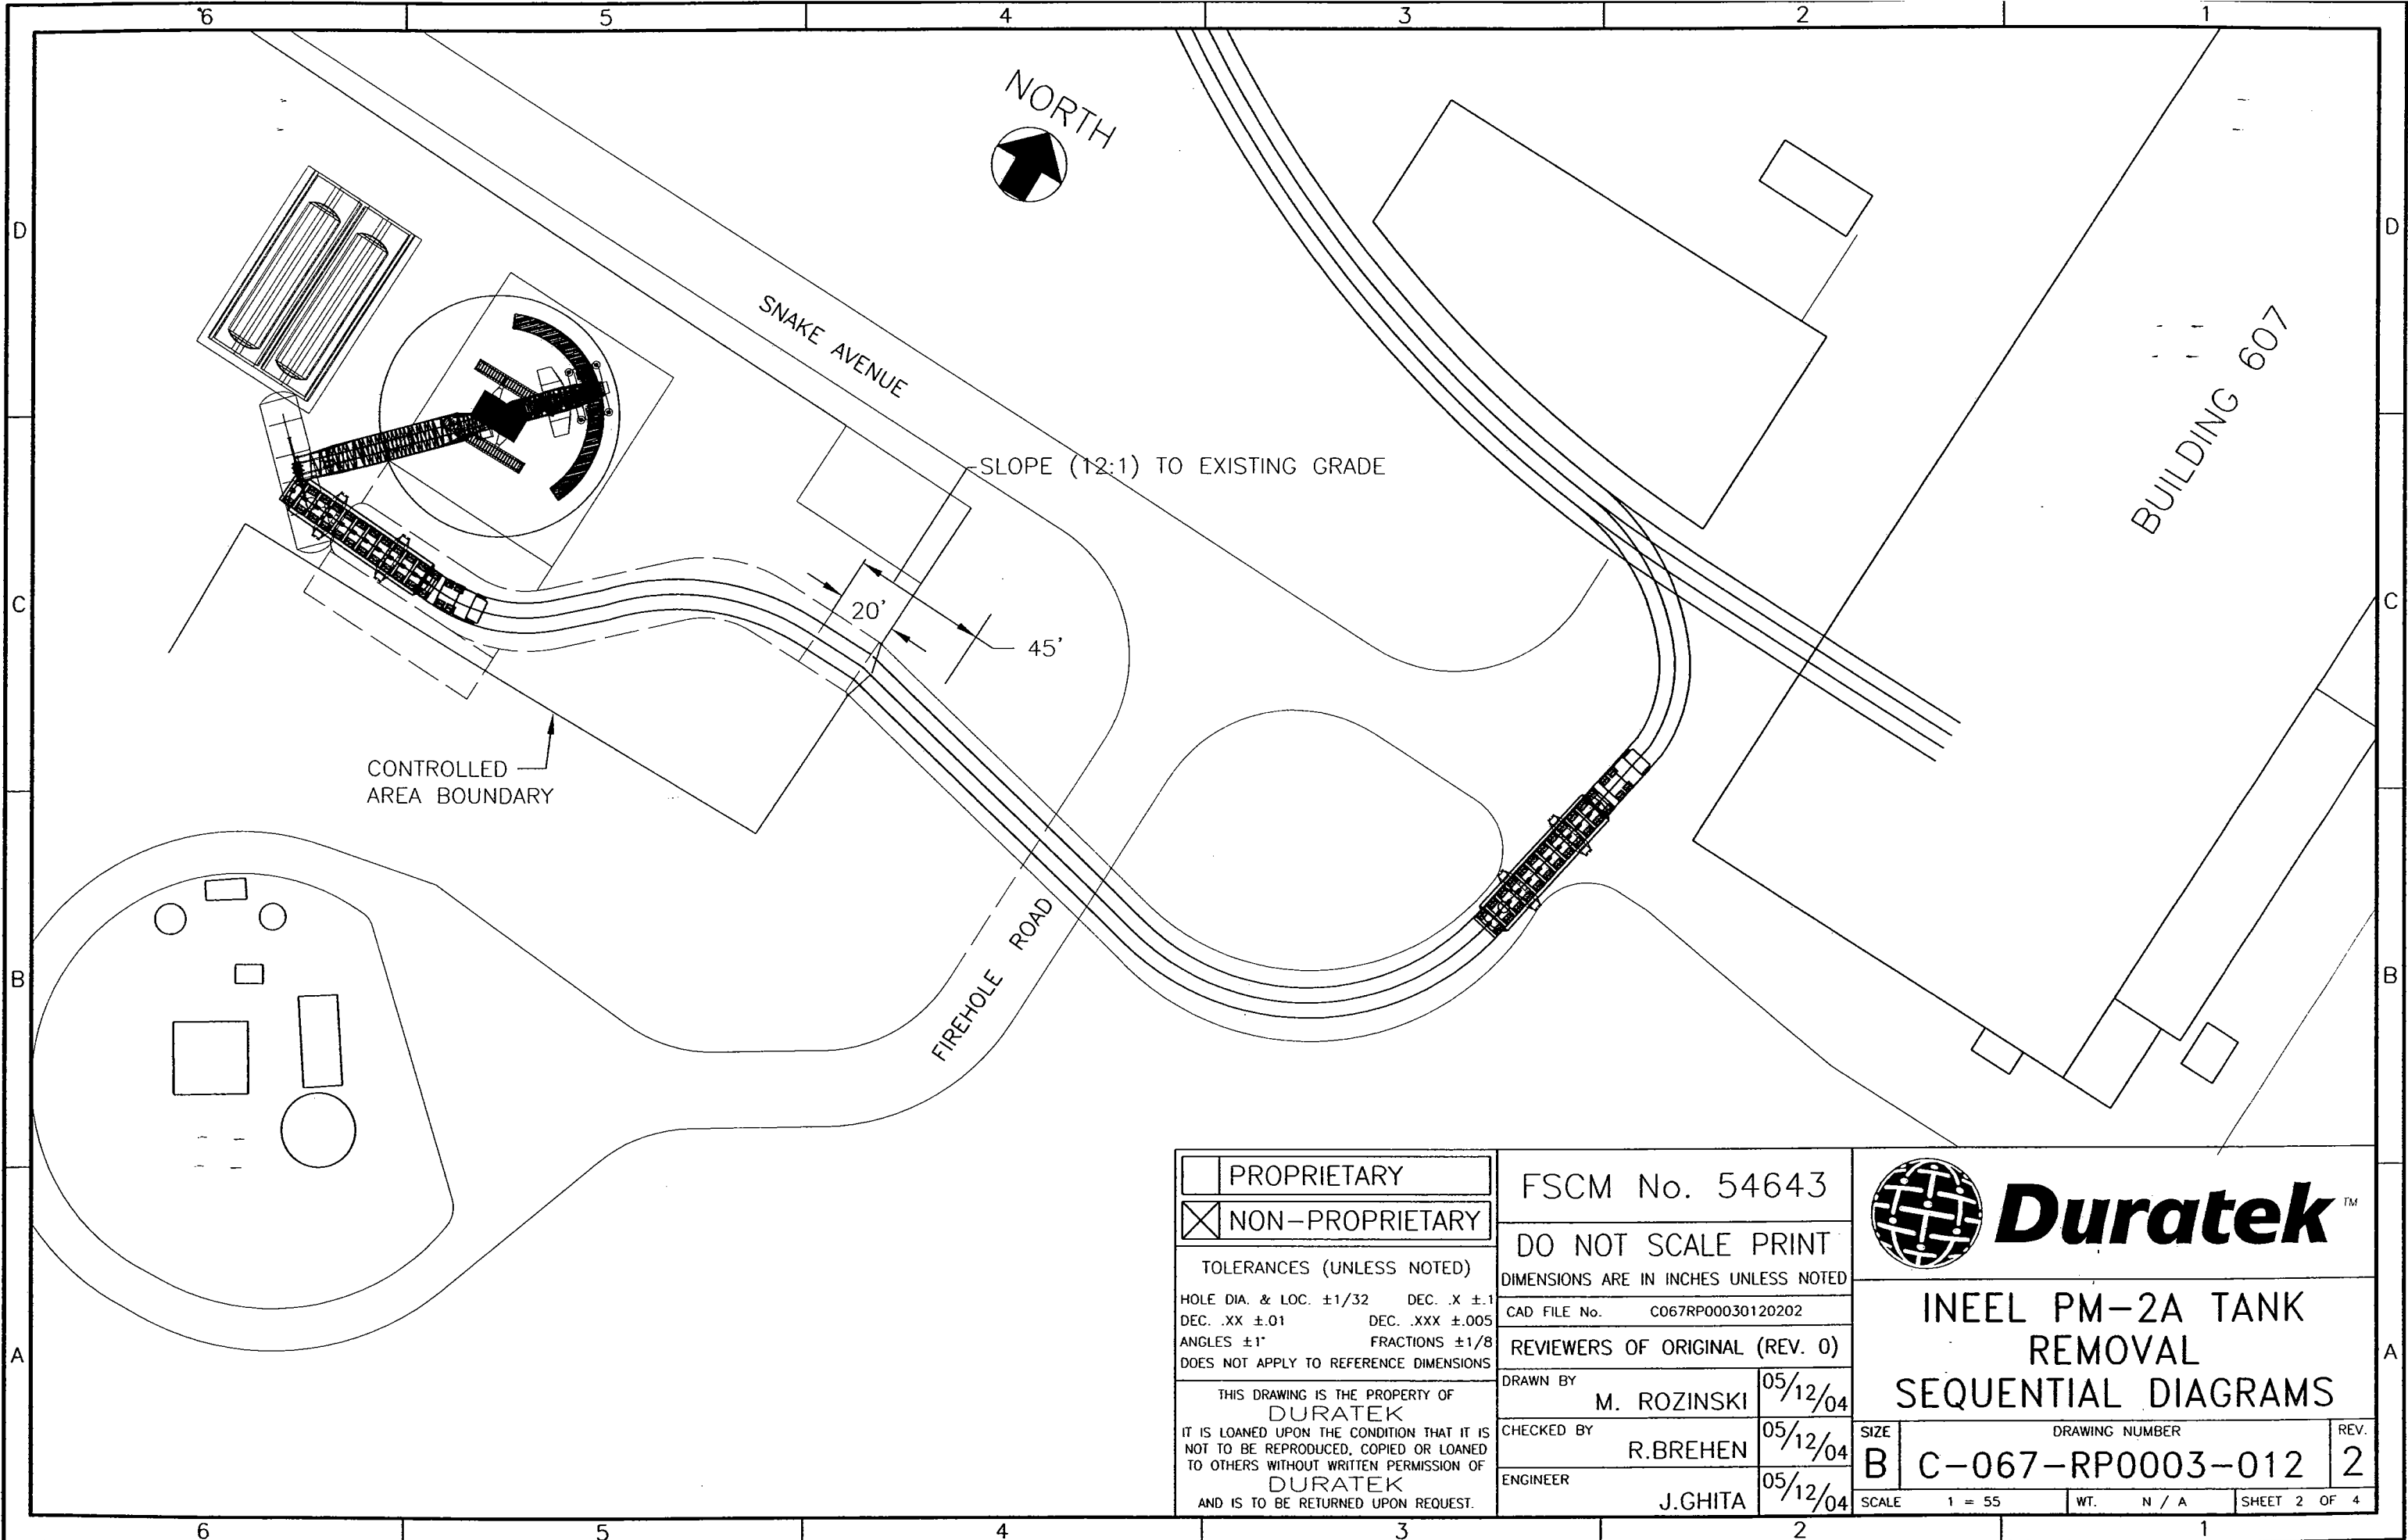 6 5 4 3 2 1
D
D
C
C
B
B
A
A
NORTH
SNAKE AVENUE
SLOPE (12:1) TO EXISTING GRADE
BUILDING 607
20'
45'
CONTROLLED
AREA BOUNDARY
FIREHOLE ROAD
PROPRIETARY
NON-PROPRIETARY
TOLERANCES (UNLESS NOTED)
HOLE DIA. & LOC. ±1/32 DEC. .X ±.1
DEC. .XX ±.01 DEC. .XXX ±.005
ANGLES ±1° FRACTIONS ±1/8
DOES NOT APPLY TO REFERENCE DIMENSIONS
THIS DRAWING IS THE PROPERTY OF
DURATEK
IT IS LOANED UPON THE CONDITION THAT IT IS
NOT TO BE REPRODUCED, COPIED OR LOANED
TO OTHERS WITHOUT WRITTEN PERMISSION OF
DURATEK
AND IS TO BE RETURNED UPON REQUEST.
FSCM No. 54643
DO NOT SCALE PRINT
DIMENSIONS ARE IN INCHES UNLESS NOTED
CAD FILE No. C067RP00030120202
REVIEWERS OF ORIGINAL (REV. 0)
DRAWN BY
M. ROZINSKI 05/12/04
CHECKED BY
R.BREHEN 05/12/04
ENGINEER
J.GHITA 05/12/04
Duratek™
INEEL PM-2A TANK
REMOVAL
SEQUENTIAL DIAGRAMS
SIZE DRAWING NUMBER REV.
B C-067-RP0003-012 2
SCALE 1 = 55 WT. N / A SHEET 2 OF 4
6 5 4 3 2 1